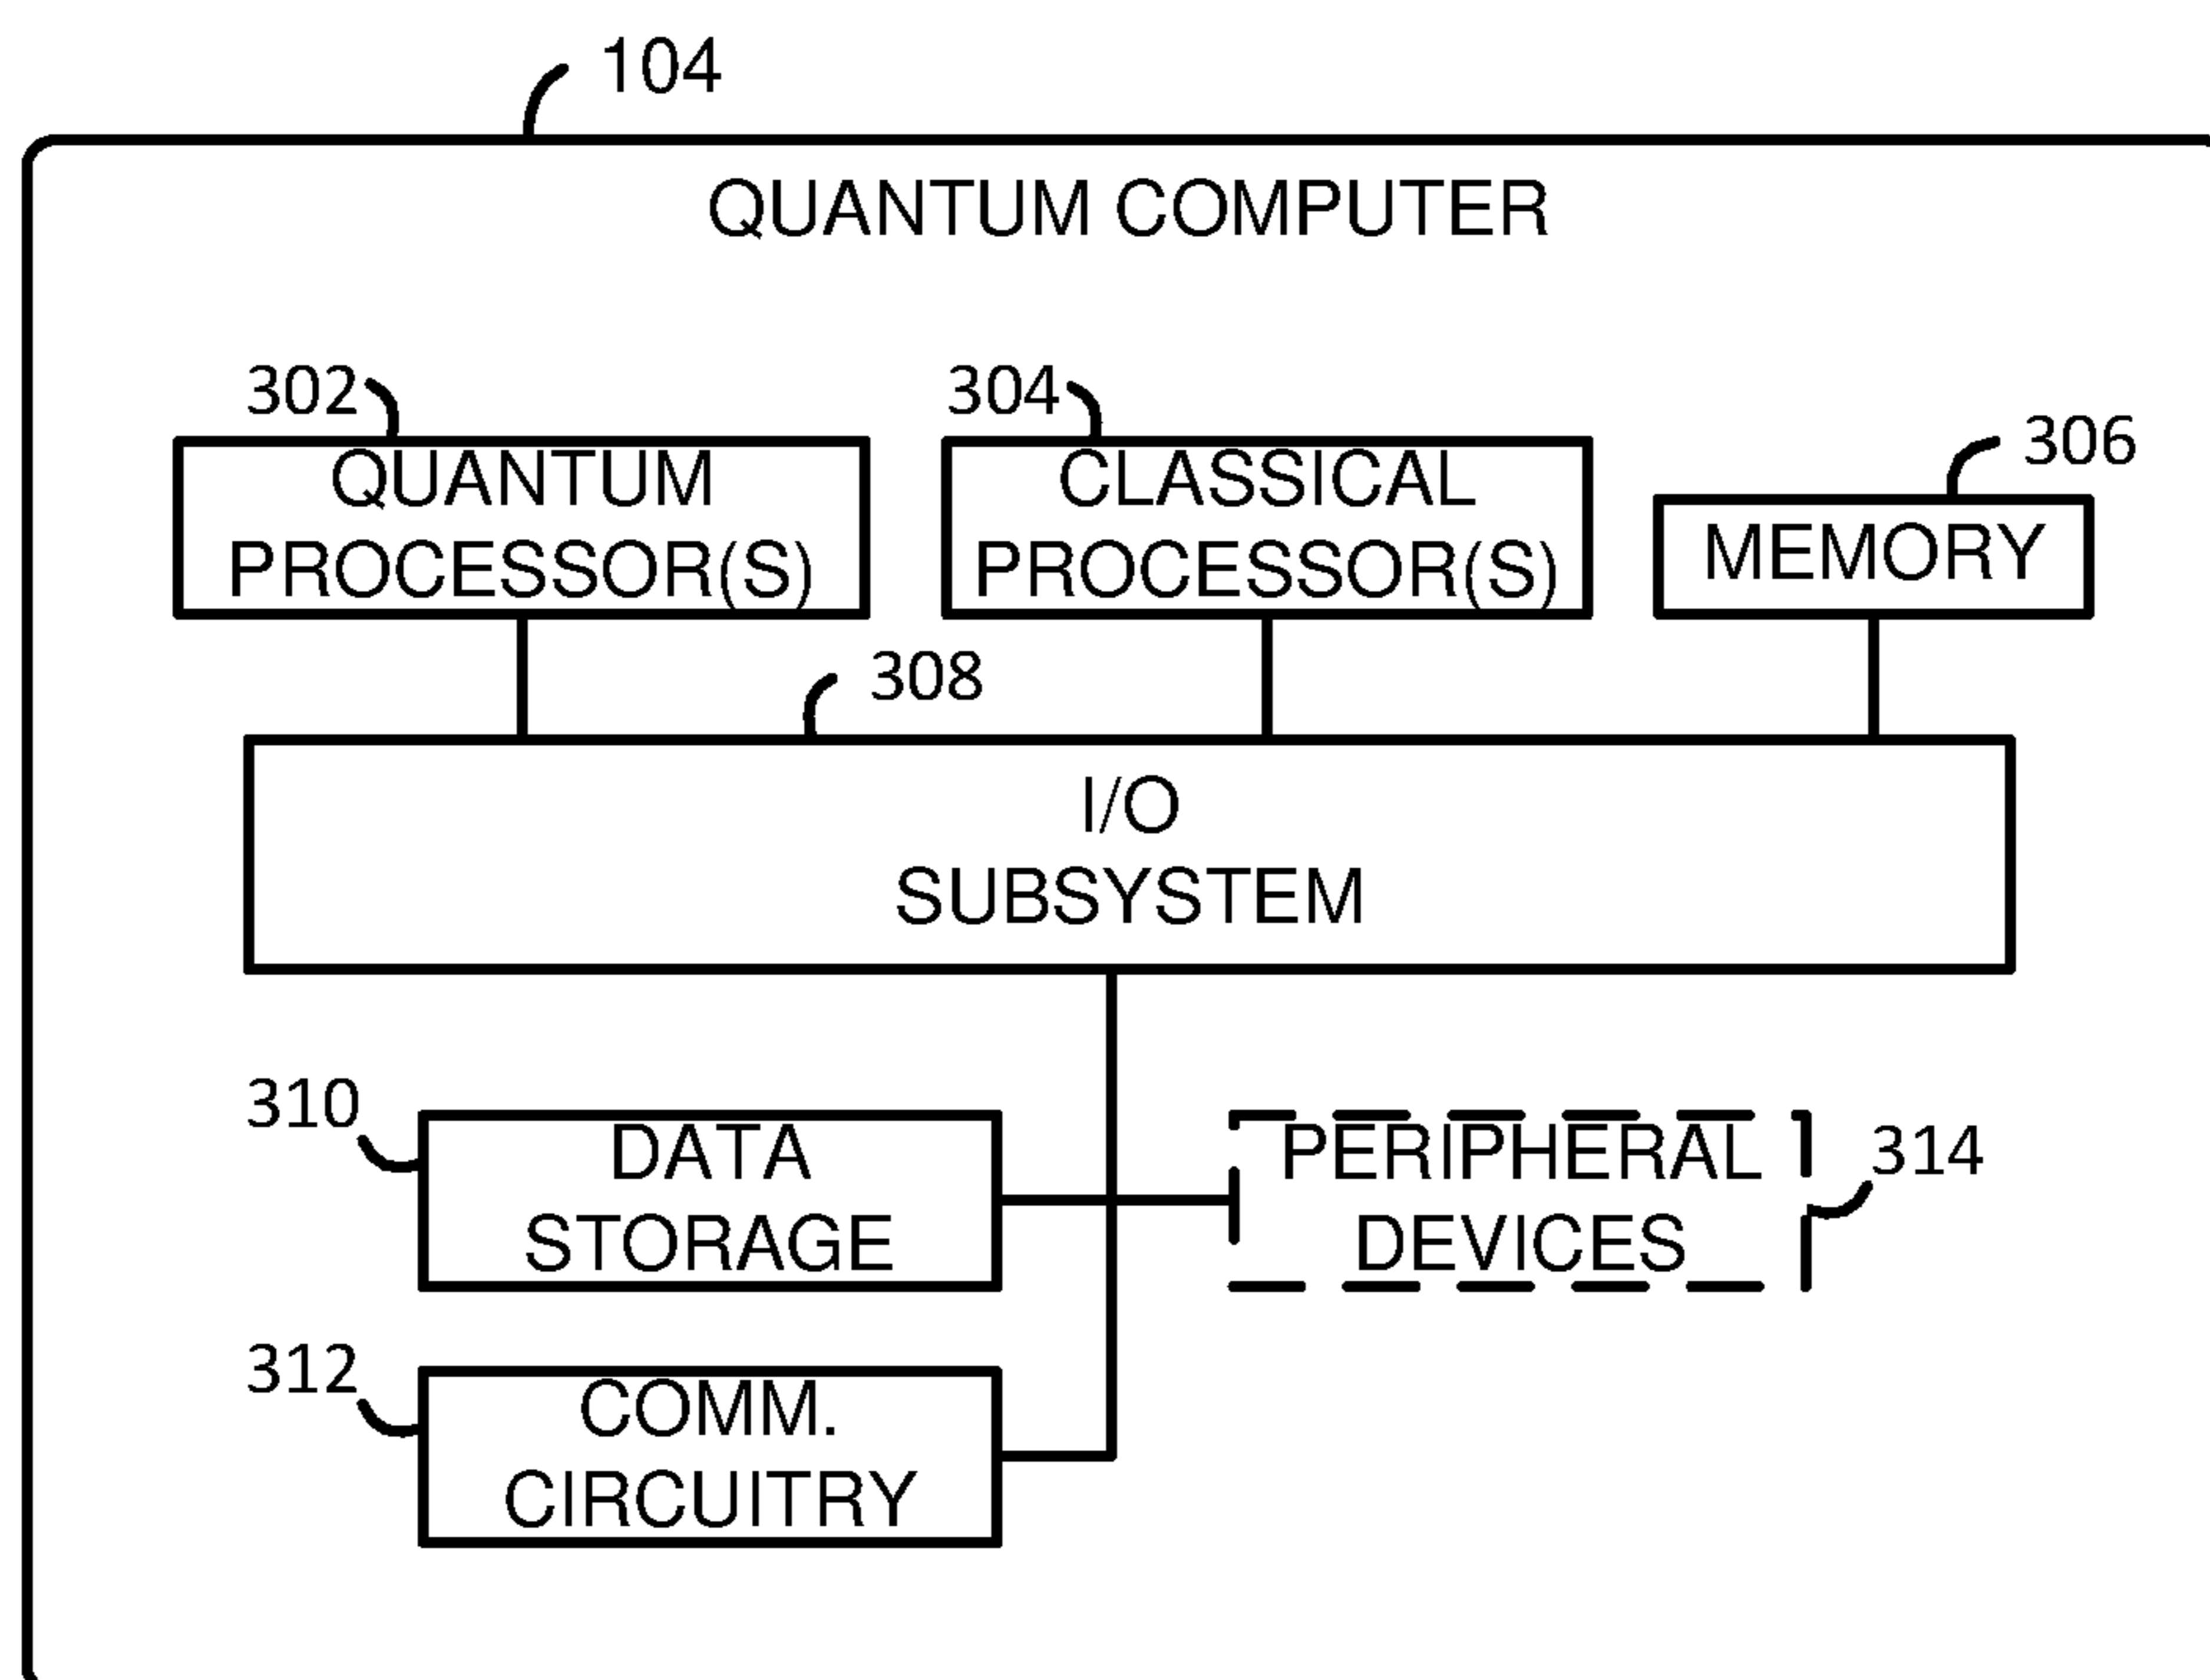 104
QUANTUM COMPUTER
302
304
306
QUANTUM
PROCESSOR(S)
CLASSICAL
PROCESSOR(S)
MEMORY
308
I/O
SUBSYSTEM
310
DATA
STORAGE
PERIPHERAL
DEVICES
314
312
COMM.
CIRCUITRY